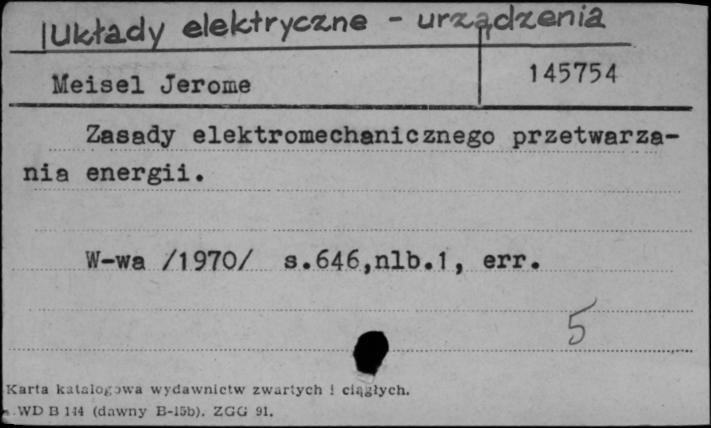 Układy elektryczne - urządzenia
Meisel Jerome
145754
Zasady elektromechanicznego przetwarza-
nia energii.
W-wa /1970/ s.646,nlb.1, err.
5
Karta katalogowa wydawnictw zwartych i ciągłych.
WD B 144 (dawny B-15b). ZGG 91.